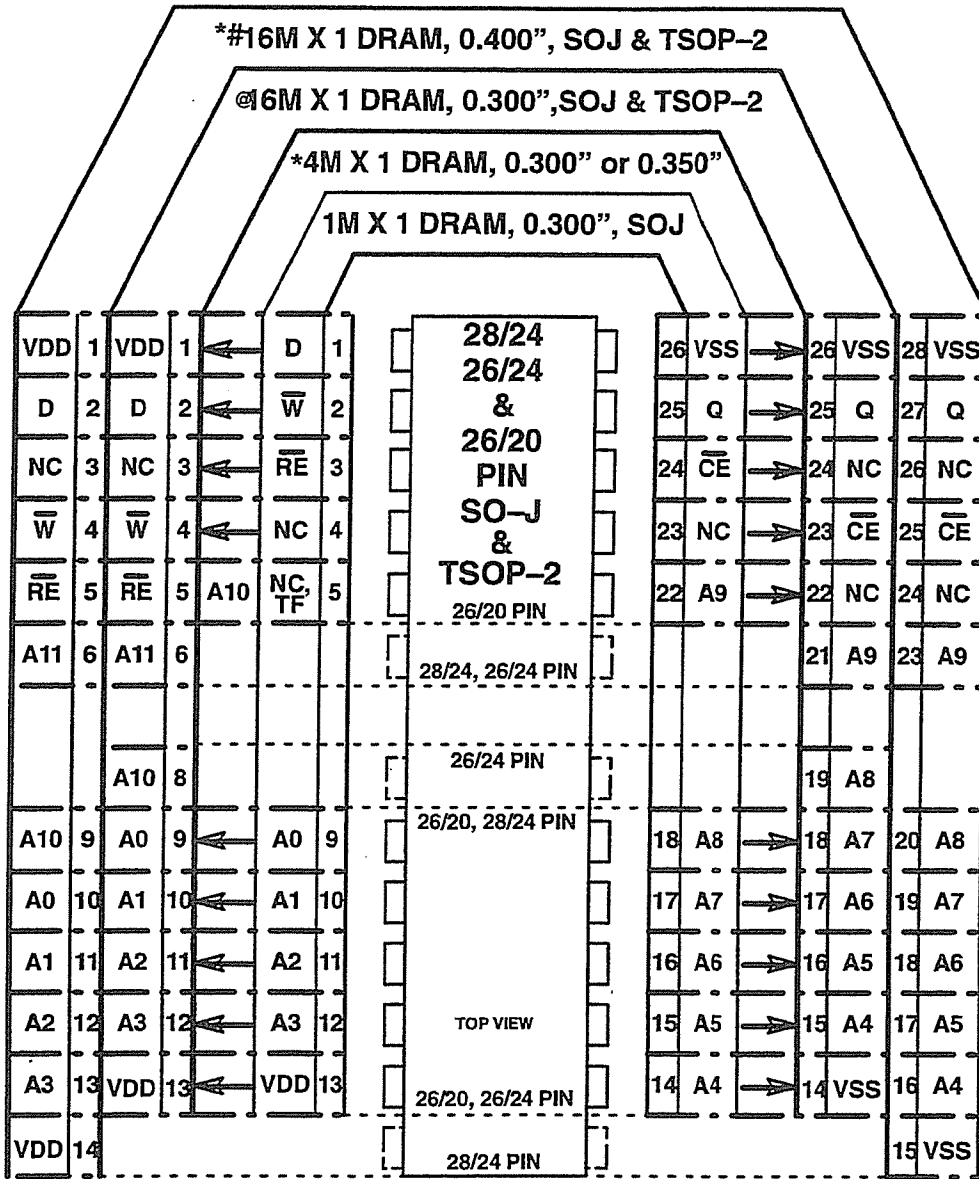 *#16M X 1 DRAM, 0.400”, SOJ & TSOP–2
@16M X 1 DRAM, 0.300”,SOJ & TSOP–2
*4M X 1 DRAM, 0.300” or 0.350”
1M X 1 DRAM, 0.300”, SOJ
VDD 1 VDD 1 D 1 28/24 26 VSS 26 VSS 28 VSS
26/24
D 2 D 2 W̅ 2 & 25 Q 25 Q 27 Q
NC 3 NC 3 R̅E̅ 3 26/20 24 C̅E̅ 24 NC 26 NC
PIN
W̅ 4 W̅ 4 NC 4 SO–J 23 NC 23 C̅E̅ 25 C̅E̅
&
R̅E̅ 5 R̅E̅ 5 A10 NC, TF 5 TSOP–2 22 A9 22 NC 24 NC
26/20 PIN
A11 6 A11 6 28/24, 26/24 PIN 21 A9 23 A9
A10 8 26/24 PIN 19 A8
A10 9 A0 9 A0 9 26/20, 28/24 PIN 18 A8 18 A7 20 A8
A0 10 A1 10 A1 10 17 A7 17 A6 19 A7
A1 11 A2 11 A2 11 16 A6 16 A5 18 A6
A2 12 A3 12 A3 12 TOP VIEW 15 A5 15 A4 17 A5
A3 13 VDD 13 VDD 13 26/20, 26/24 PIN 14 A4 14 VSS 16 A4
VDD 14 28/24 PIN 15 VSS